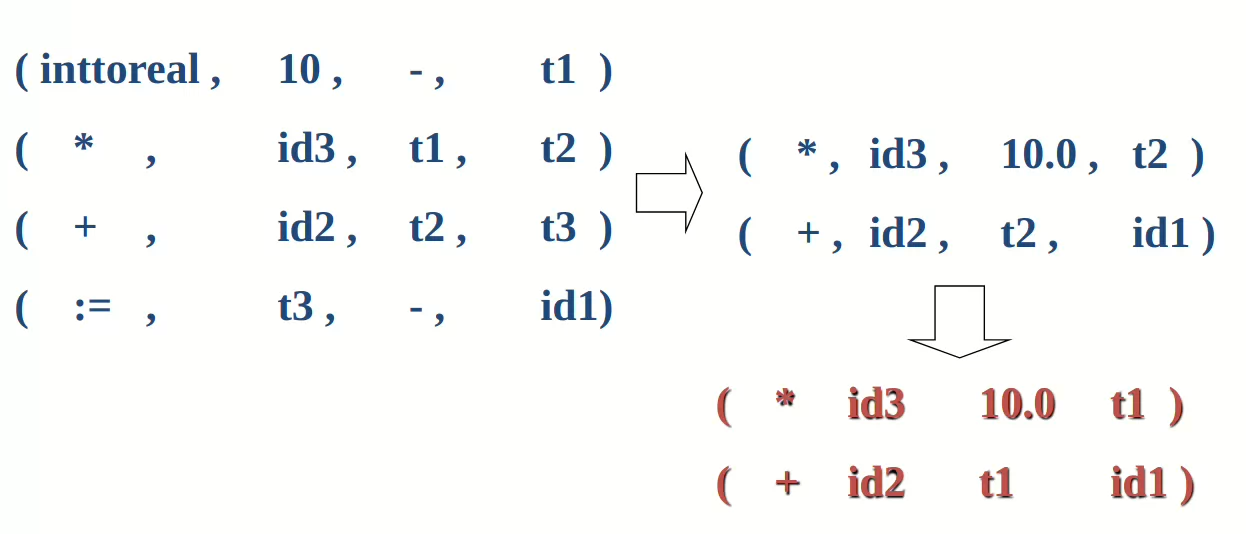 ( inttoreal , 10 , - , t1 )
( * , id3 , t1 , t2 )
( + , id2 , t2 , t3 )
( := , t3 , - , id1)
( * , id3 , 10.0 , t2 )
( + , id2 , t2 , id1 )
( * id3 10.0 t1 )
( + id2 t1 id1 )